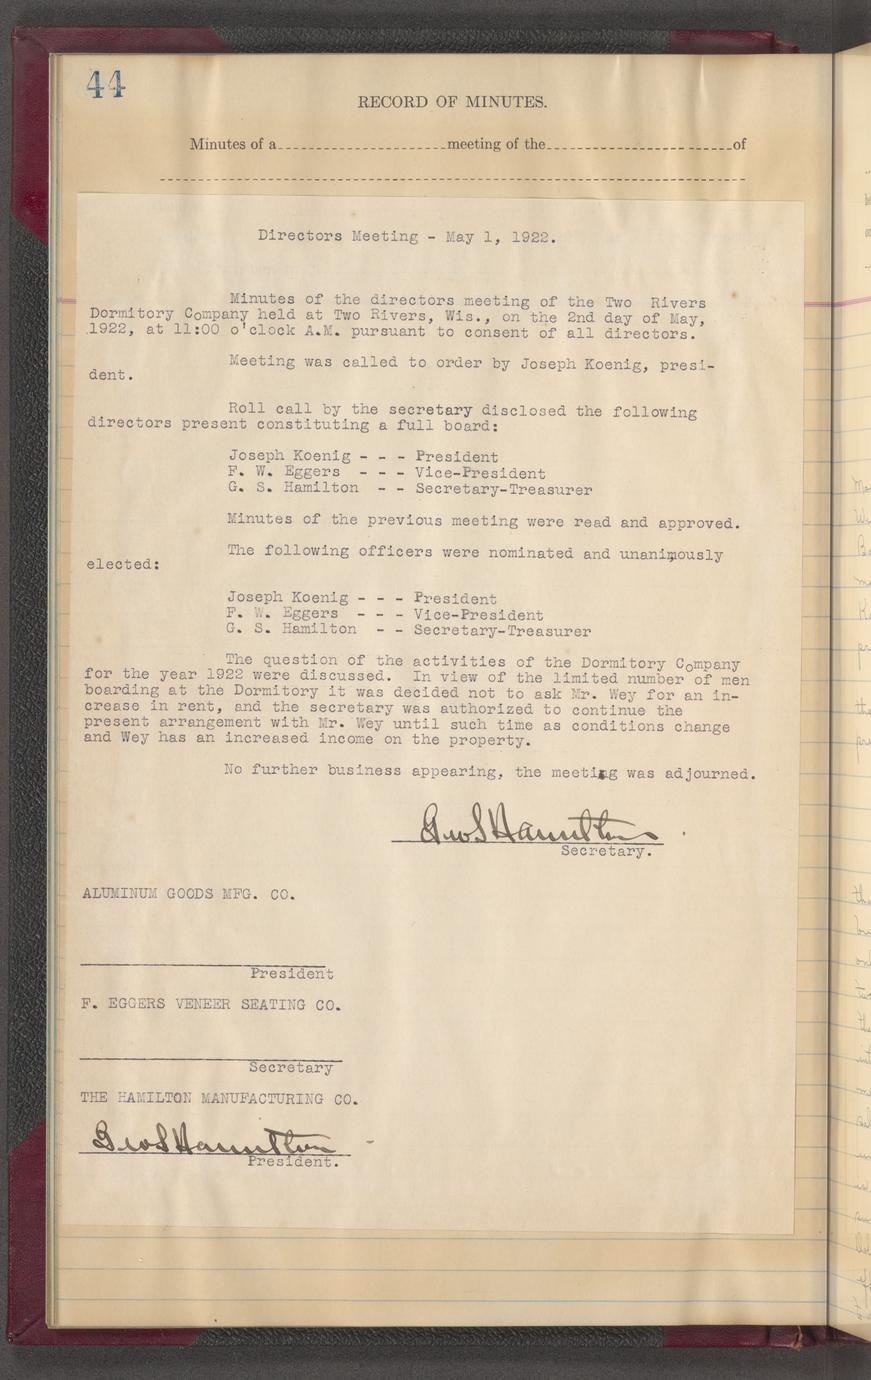 44
RECORD OF MINUTES.
Minutes of a meeting of the of
Directors Meeting - May 1, 1922.
Minutes of the directors meeting of the Two Rivers
Dormitory Company held at Two Rivers, Wis., on the 2nd day of May,
1922, at 11:00 o'clock A.M. pursuant to consent of all directors.
Meeting was called to order by Joseph Koenig, presi-
dent.
Roll call by the secretary disclosed the following
directors present constituting a full board:
Joseph Koenig - - - President
F. W. Eggers - - - Vice-President
G. S. Hamilton - - Secretary-Treasurer
Minutes of the previous meeting were read and approved.
The following officers were nominated and unanimously
elected:
Joseph Koenig - - - President
F. W. Eggers - - - Vice-President
G. S. Hamilton - - Secretary-Treasurer
The question of the activities of the Dormitory Company
for the year 1922 were discussed. In view of the limited number of men
boarding at the Dormitory it was decided not to ask Mr. Wey for an in-
crease in rent, and the secretary was authorized to continue the
present arrangement with Mr. Wey until such time as conditions change
and Wey has an increased income on the property.
No further business appearing, the meeting was adjourned.
Geo S Hamilton
Secretary.
ALUMINUM GOODS MFG. CO.
President
F. EGGERS VENEER SEATING CO.
Secretary
THE HAMILTON MANUFACTURING CO.
Geo S Hamilton
President.